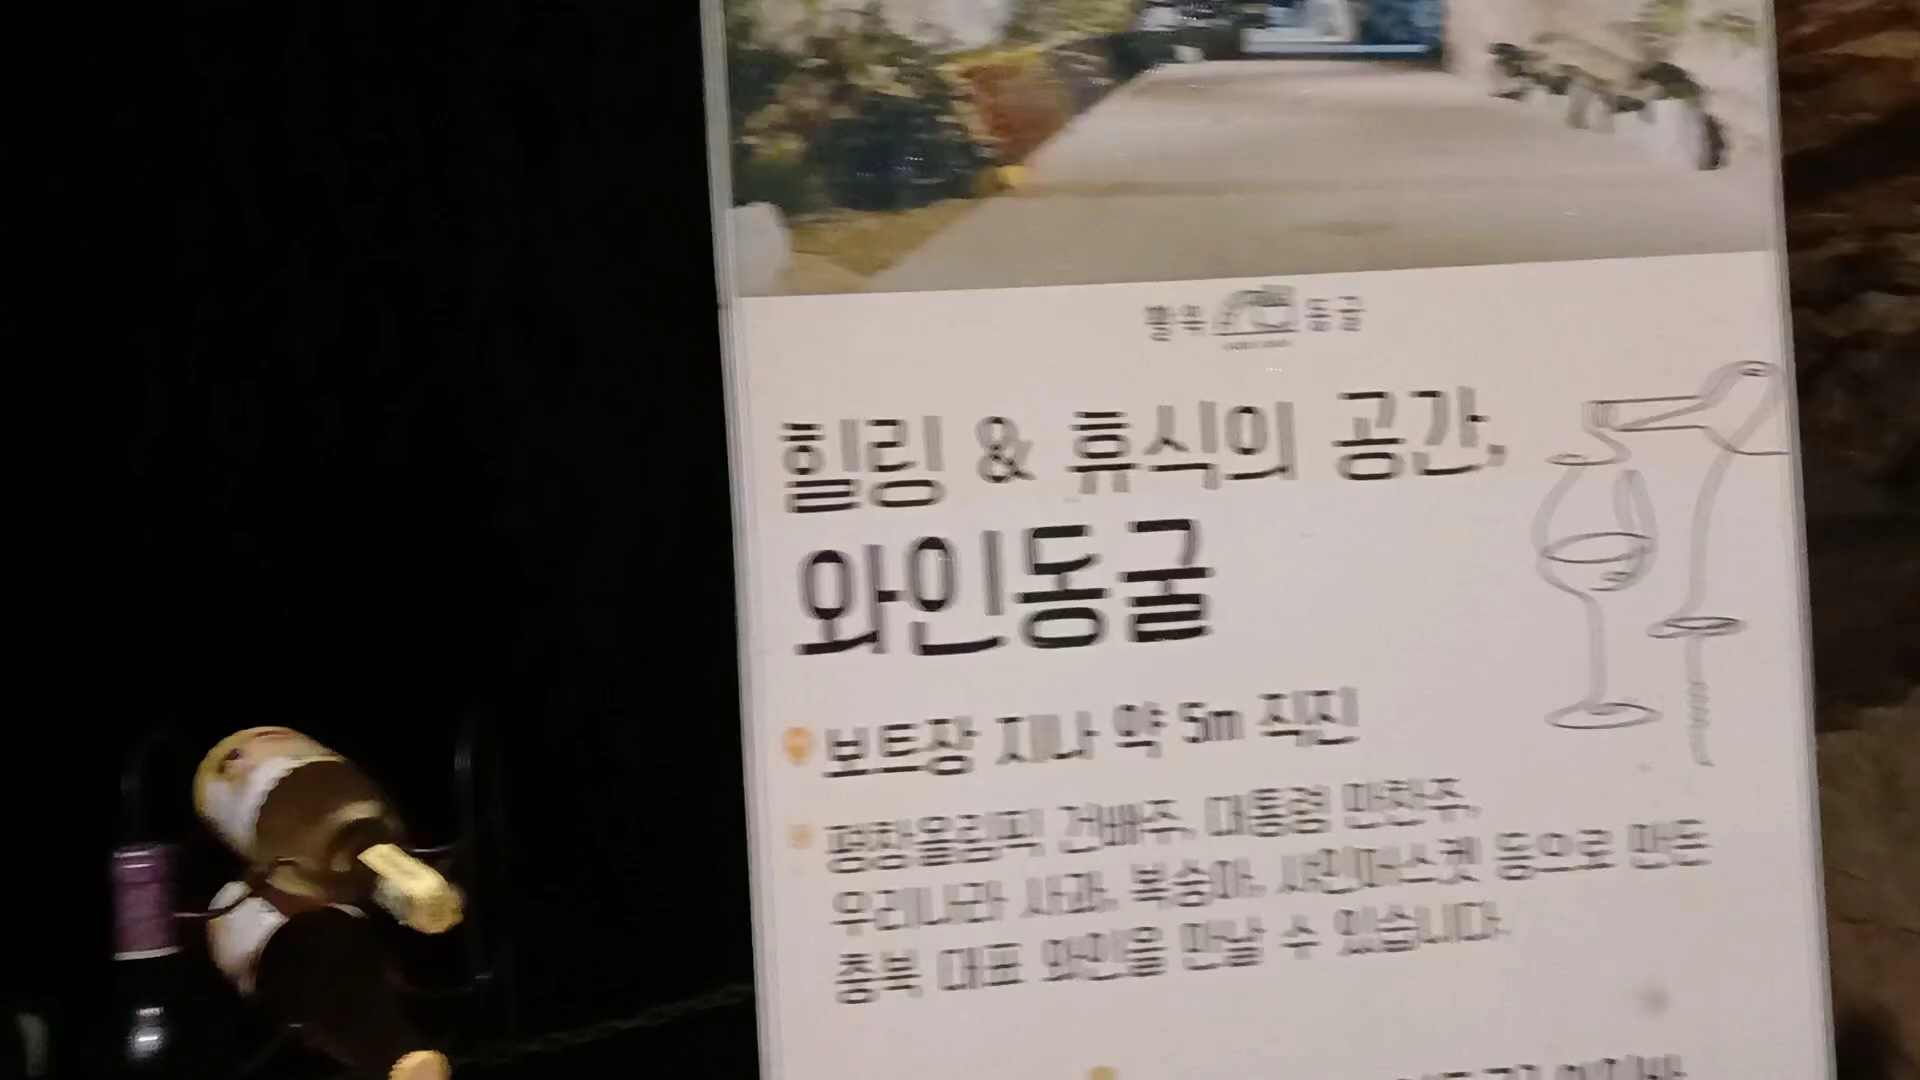 활옥동굴
힐링 & 휴식의 공간,
와인동굴
보트장 지나 약 5m 직진
평창올림픽 건배주, 대통령 만찬주,
우리나라 사과, 복숭아, 샤인머스켓 등으로 만든
충북 대표 와인을 만날 수 있습니다.